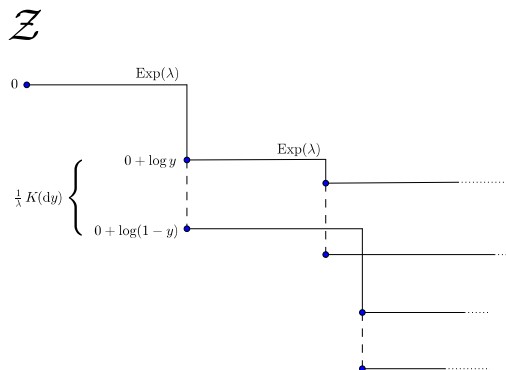 𝒵
Exp(λ)
0
Exp(λ)
0 + log y
1/λ K(dy)
0 + log(1 − y)